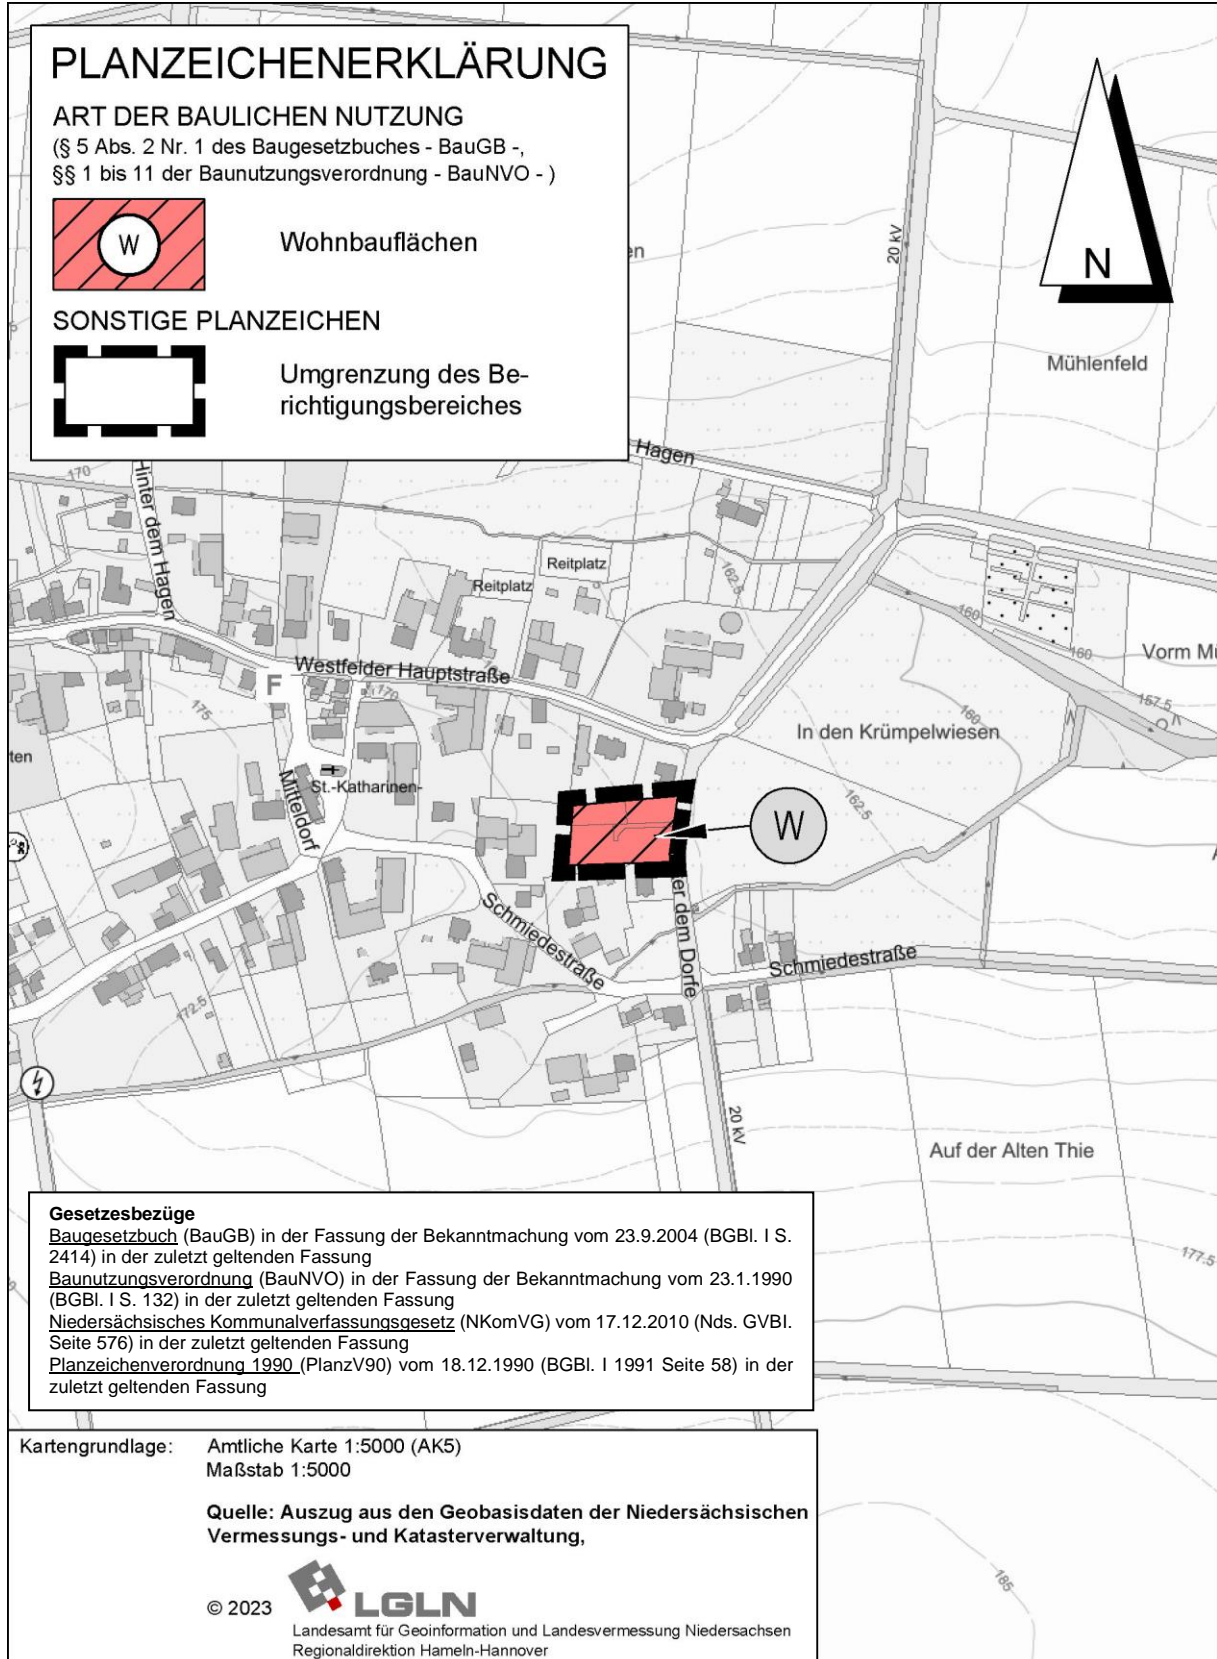 PLANZEICHENERKLÄRUNG
ART DER BAULICHEN NUTZUNG
(§ 5 Abs. 2 Nr. 1 des Baugesetzbuches - BauGB -,
§§ 1 bis 11 der Baunutzungsverordnung - BauNVO - )
W
Wohnbauflächen
SONSTIGE PLANZEICHEN
Umgrenzung des Be-
richtigungsbereiches
N
20 kV
en
Mühlenfeld
Hagen
170
Hinter dem Hagen
Reitplatz
Reitplatz
162.5
160
160
Vorm Mü
157.5
Westfelder Hauptstraße
F
170
175
In den Krümpelwiesen
160
162.5
ten
St.-Katharinen-
Mitteldorf
W
er dem Dorfe
Schmiedestraße
Schmiedestraße
172.5
20 kV
Auf der Alten Thie
177.5
Gesetzesbezüge
Baugesetzbuch (BauGB) in der Fassung der Bekanntmachung vom 23.9.2004 (BGBl. I S.
2414) in der zuletzt geltenden Fassung
Baunutzungsverordnung (BauNVO) in der Fassung der Bekanntmachung vom 23.1.1990
(BGBl. I S. 132) in der zuletzt geltenden Fassung
Niedersächsisches Kommunalverfassungsgesetz (NKomVG) vom 17.12.2010 (Nds. GVBl.
Seite 576) in der zuletzt geltenden Fassung
Planzeichenverordnung 1990 (PlanzV90) vom 18.12.1990 (BGBl. I 1991 Seite 58) in der
zuletzt geltenden Fassung
Kartengrundlage: Amtliche Karte 1:5000 (AK5)
Maßstab 1:5000
Quelle: Auszug aus den Geobasisdaten der Niedersächsischen
Vermessungs- und Katasterverwaltung,
© 2023 LGLN
Landesamt für Geoinformation und Landesvermessung Niedersachsen
Regionaldirektion Hameln-Hannover
185